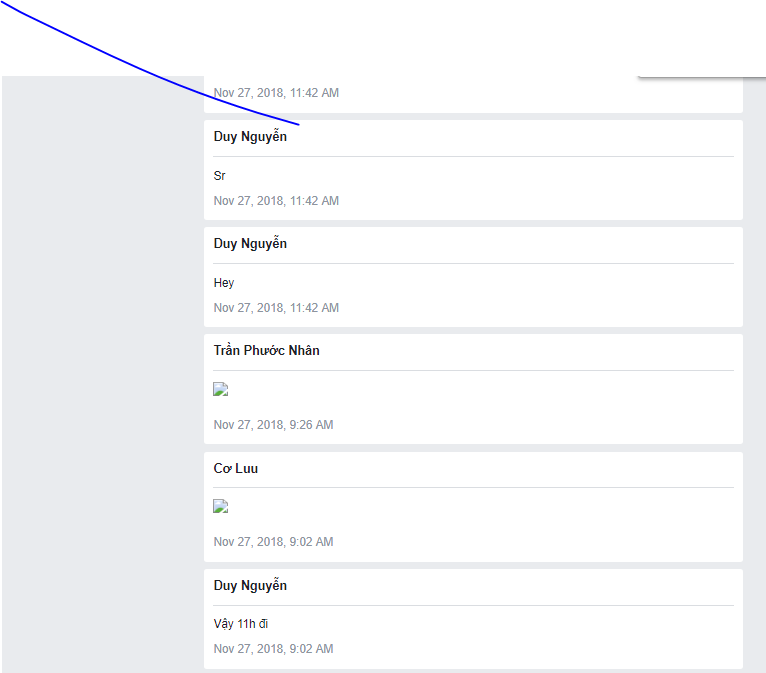 Nov 27, 2018, 11:42 AM
Duy Nguyễn
Sr
Nov 27, 2018, 11:42 AM
Duy Nguyễn
Hey
Nov 27, 2018, 11:42 AM
Trần Phước Nhân
Nov 27, 2018, 9:26 AM
Cơ Luu
Nov 27, 2018, 9:02 AM
Duy Nguyễn
Vậy 11h đi
Nov 27, 2018, 9:02 AM